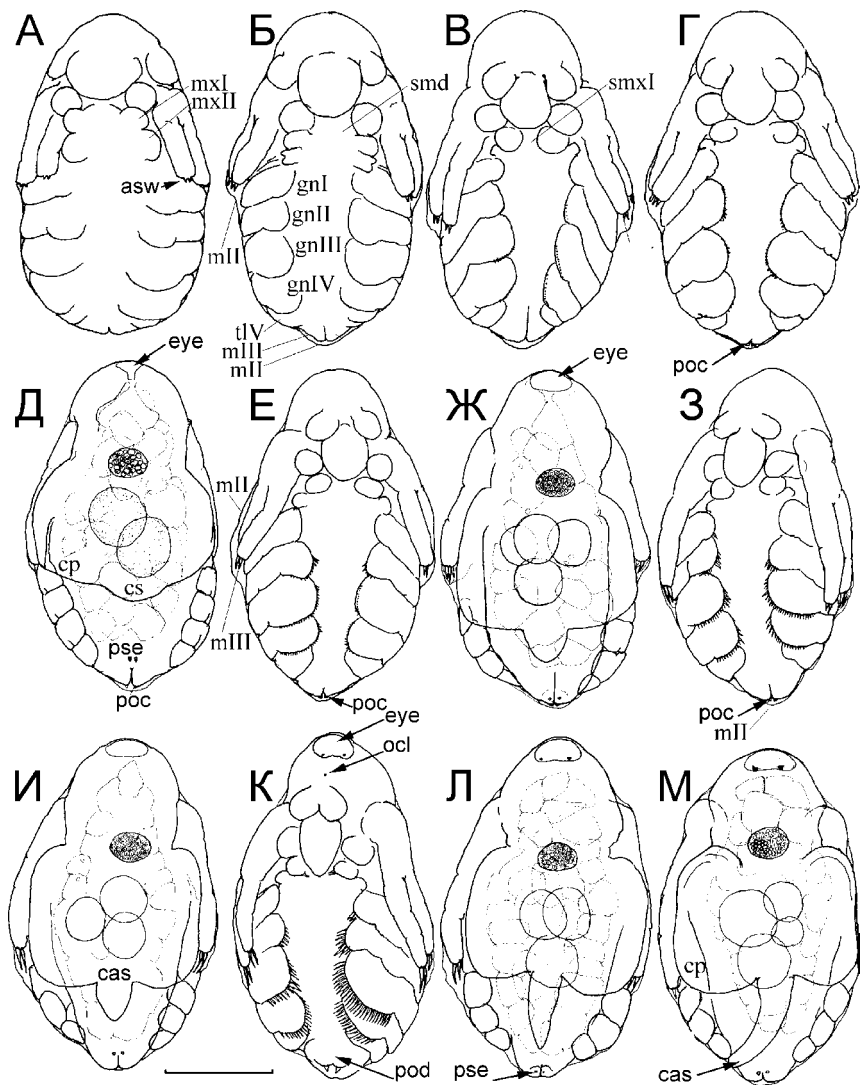 А
Б
В
Г
mxI
mxII
smd
smxI
asw
gnI
gnII
gnIII
gnIV
mII
tIV
mIII
mII
poc
eye
eye
Д
Е
Ж
З
mII
cp
cs
mIII
pse
poc
poc
poc
mII
eye
ocl
И
К
Л
М
cas
cp
pod
pse
cas